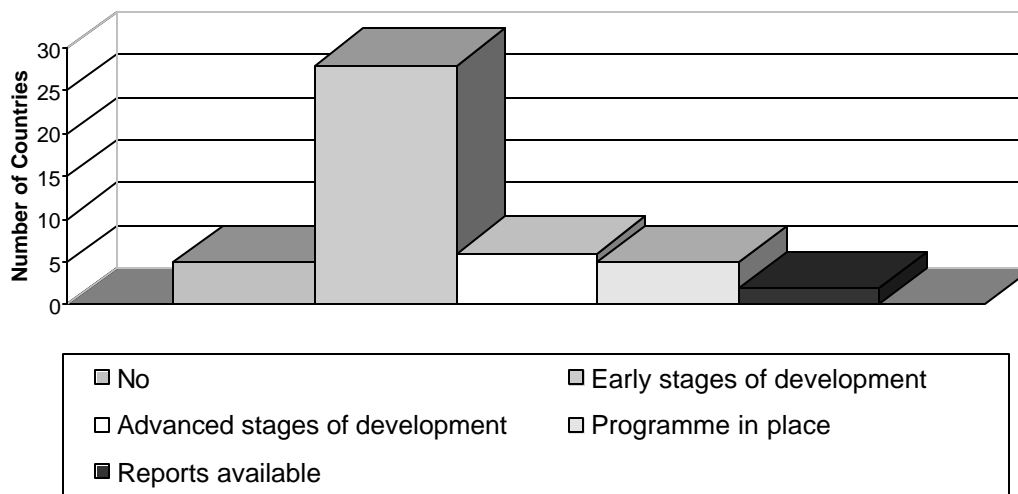 Number of Countries
30
25
20
15
10
5
0
No
Early stages of development
Advanced stages of development
Programme in place
Reports available